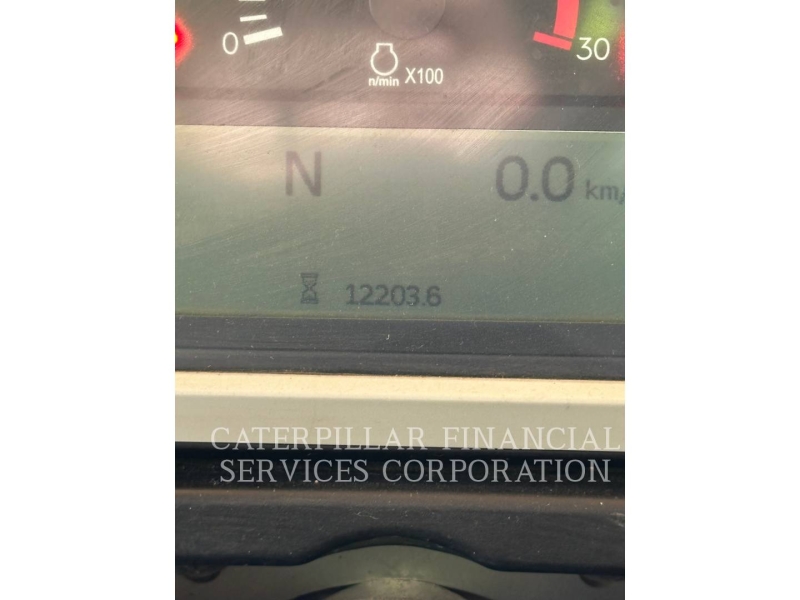 0 30
n/min X100
N 0.0 km/
12203.6
CATERPILLAR FINANCIAL
SERVICES CORPORATION